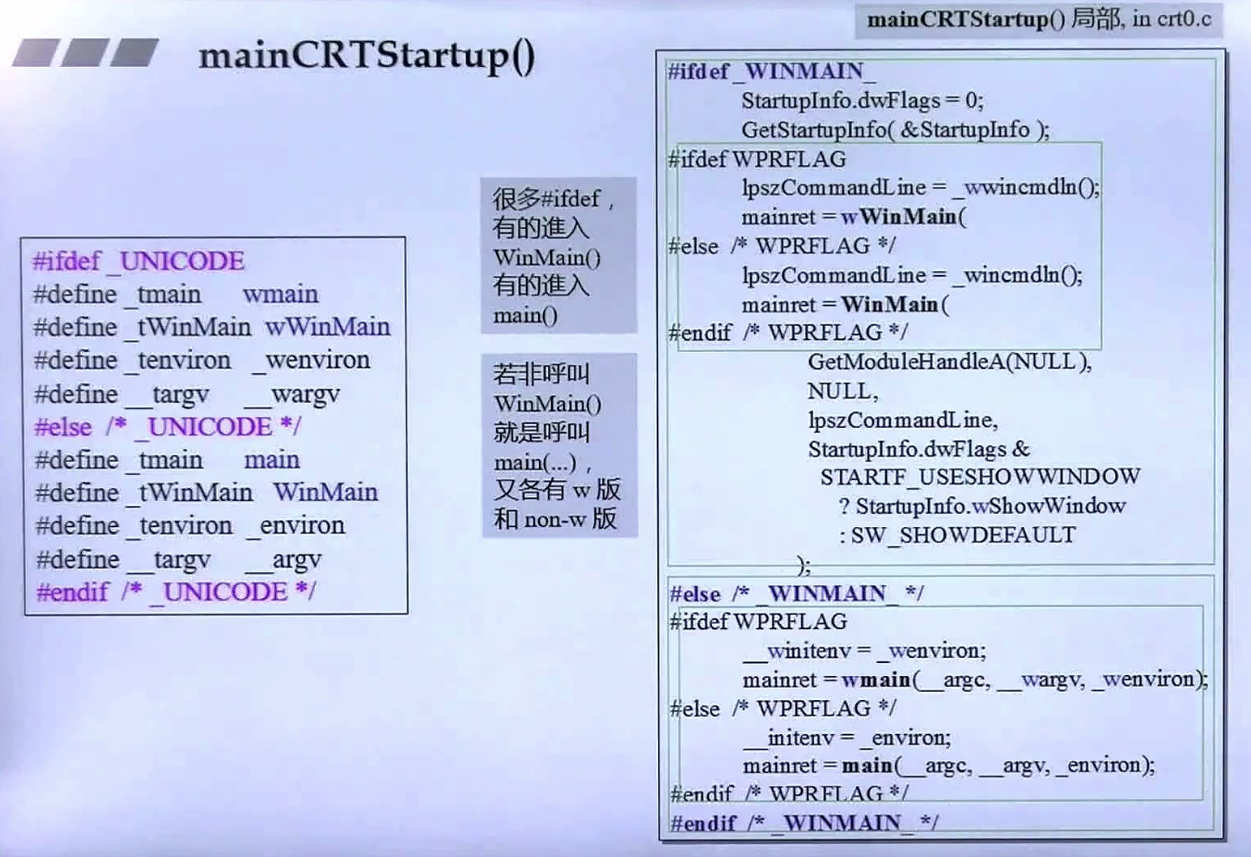 mainCRTStartup() 局部, in crt0.c
mainCRTStartup()
#ifdef _UNICODE
#define _tmain wmain
#define _tWinMain wWinMain
#define _tenviron _wenviron
#define __targv __wargv
#else /* _UNICODE */
#define _tmain main
#define _tWinMain WinMain
#define _tenviron _environ
#define __targv __argv
#endif /* _UNICODE */
很多#ifdef，
有的進入
WinMain()
有的進入
main()
若非呼叫
WinMain()
就是呼叫
main(...)，
又各有 w 版
和 non-w 版
#ifdef _WINMAIN_
StartupInfo.dwFlags = 0;
GetStartupInfo( &StartupInfo );
#ifdef WPRFLAG
lpszCommandLine = _wwincmdln();
mainret = wWinMain(
#else /* WPRFLAG */
lpszCommandLine = _wincmdln();
mainret = WinMain(
#endif /* WPRFLAG */
GetModuleHandleA(NULL),
NULL,
lpszCommandLine,
StartupInfo.dwFlags &
STARTF_USESHOWWINDOW
? StartupInfo.wShowWindow
: SW_SHOWDEFAULT
);
#else /* _WINMAIN_ */
#ifdef WPRFLAG
__winitenv = _wenviron;
mainret = wmain(__argc, __wargv, _wenviron);
#else /* WPRFLAG */
__initenv = _environ;
mainret = main(__argc, __argv, _environ);
#endif /* WPRFLAG */
#endif /* _WINMAIN_ */